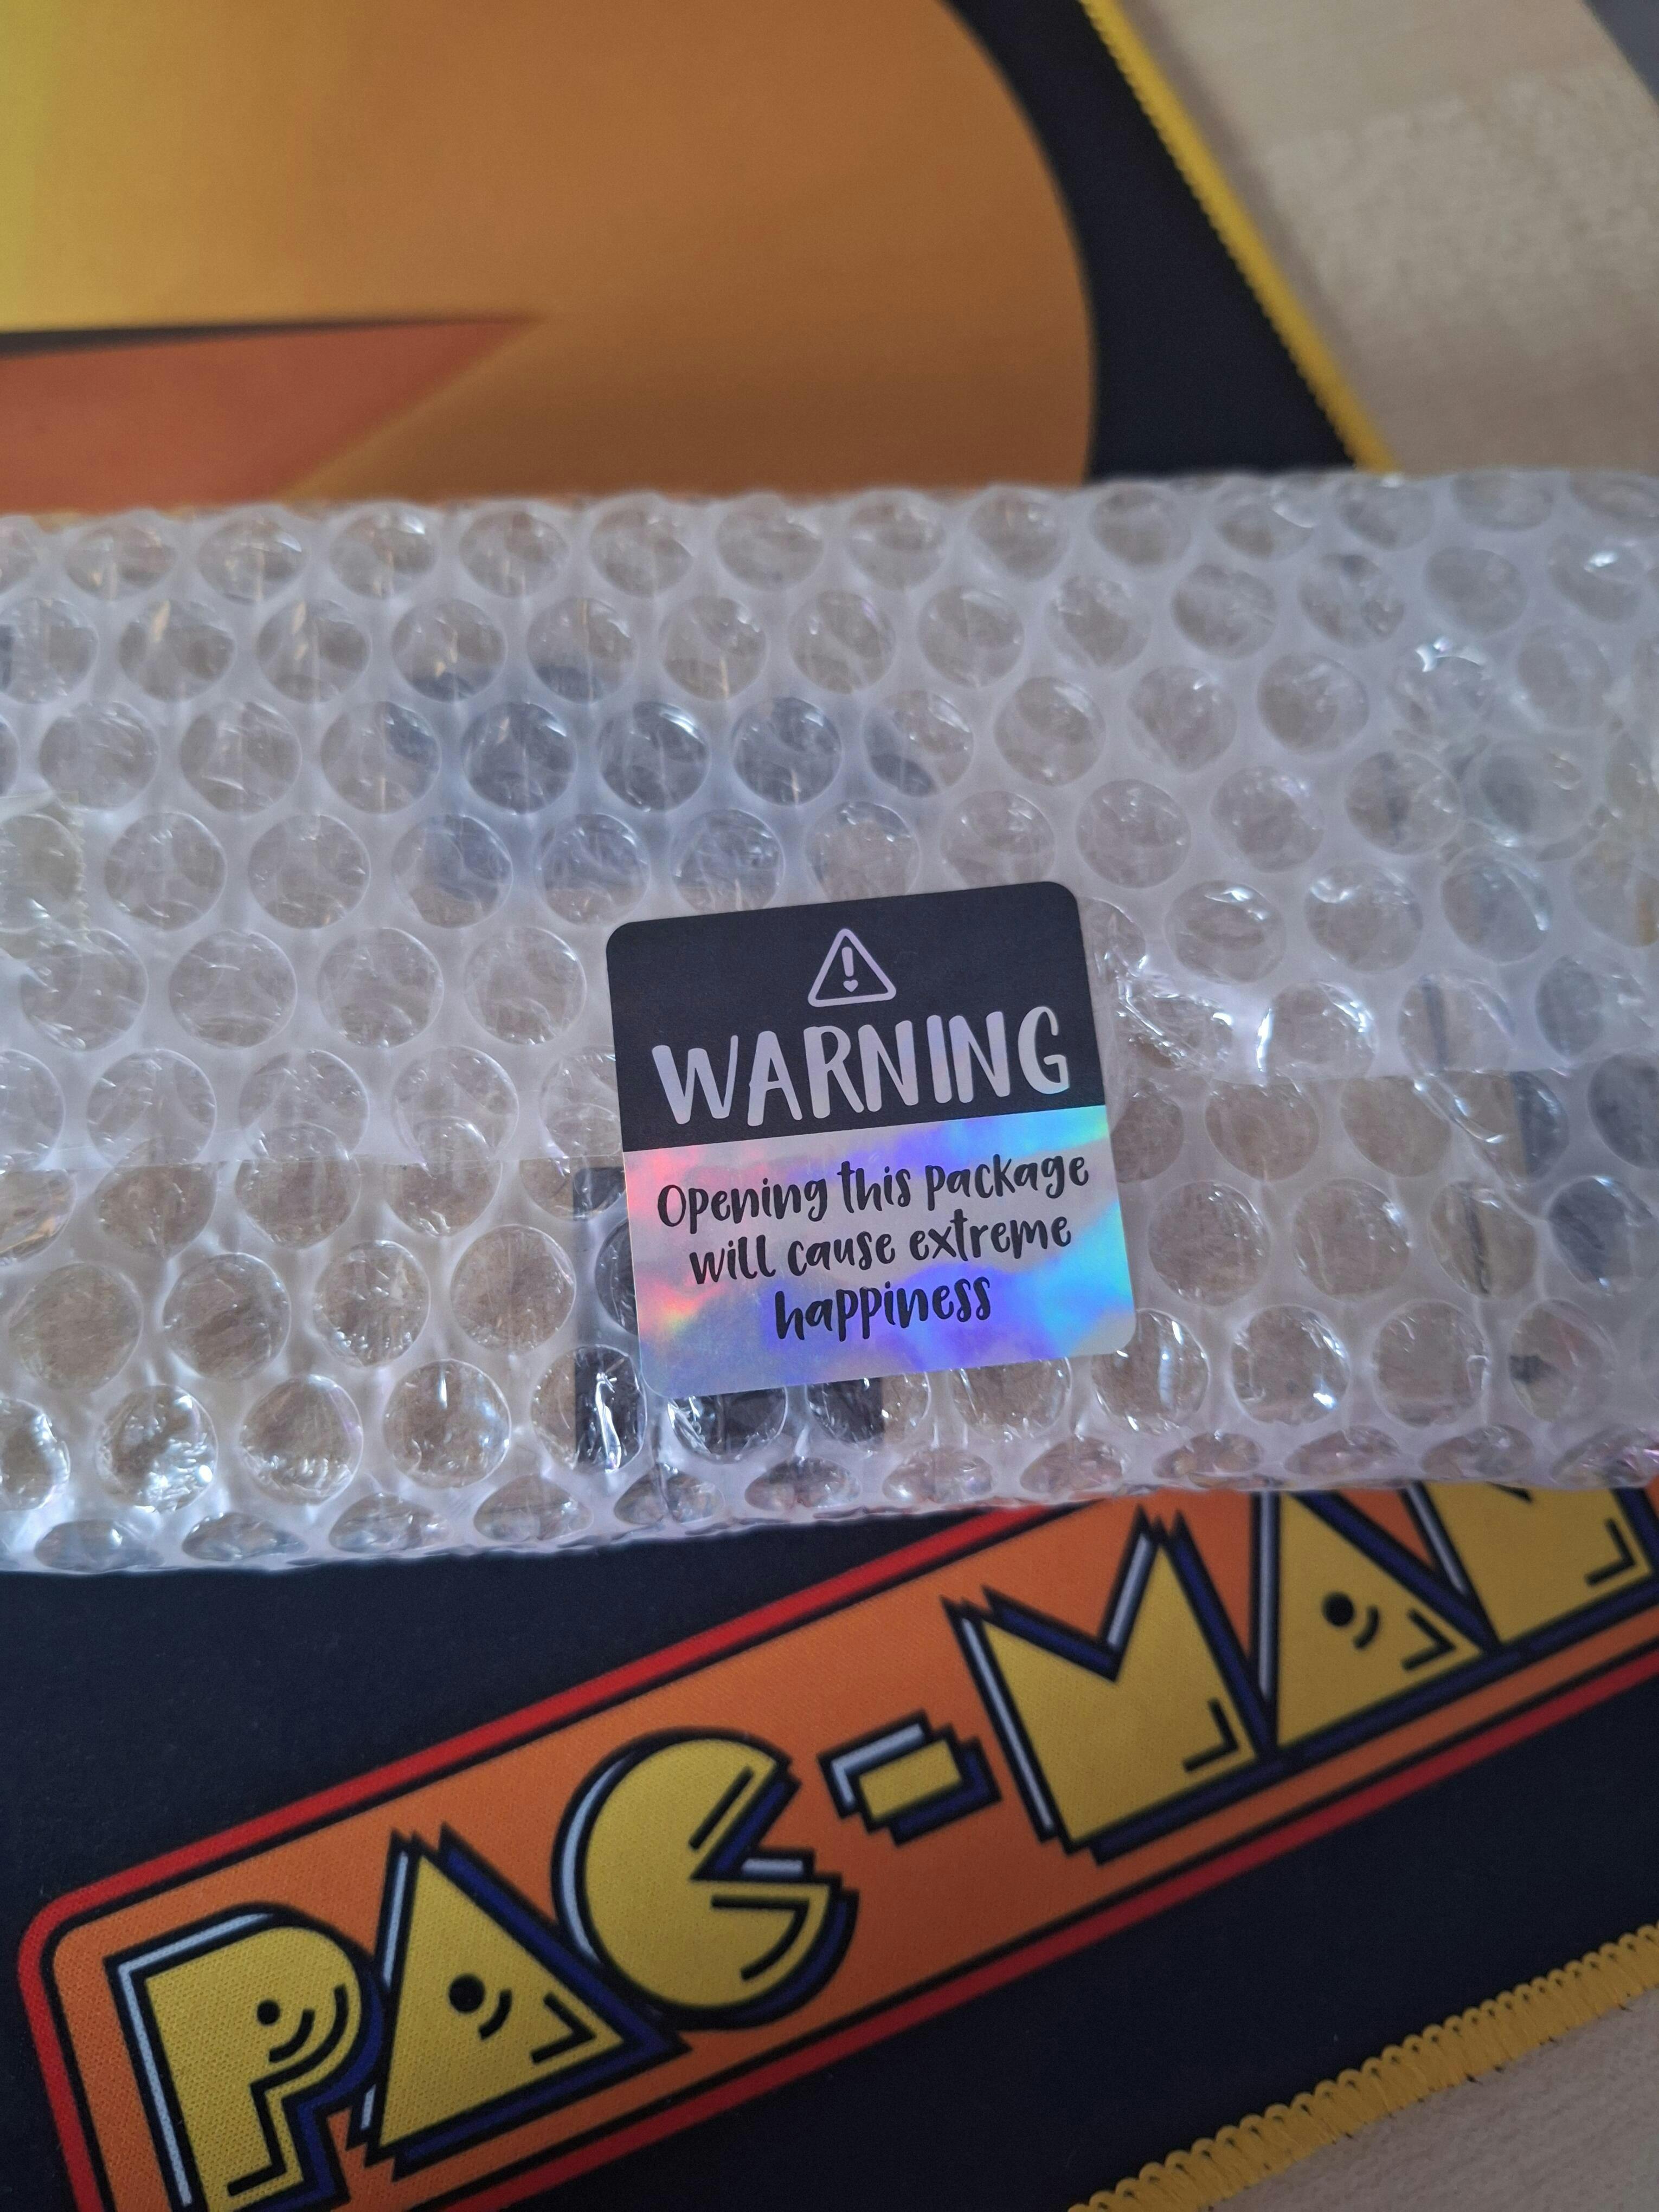 WARNING
Opening this package
will cause extreme
happiness
PAC-MAN